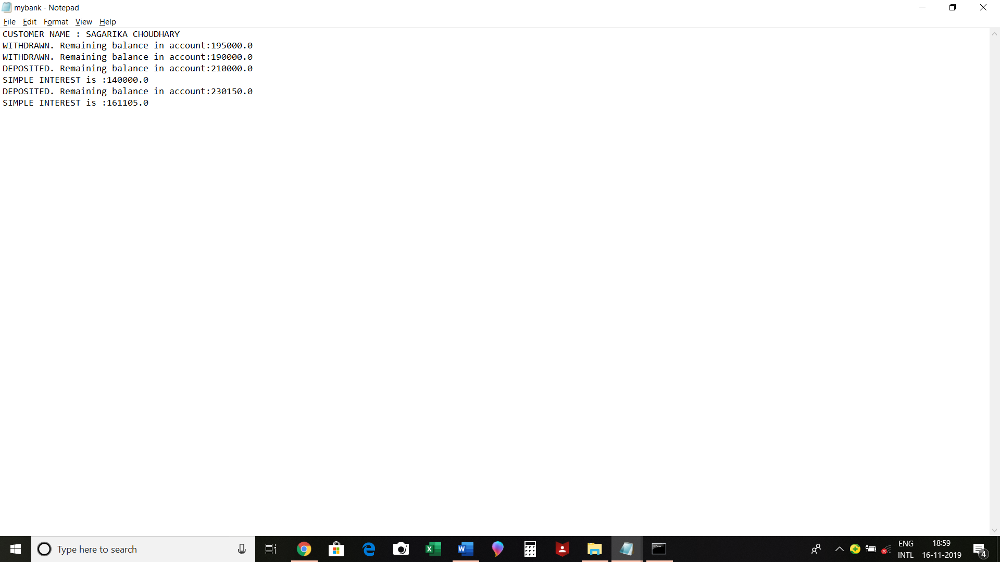 mybank - Notepad
File Edit Format View Help
CUSTOMER NAME : SAGARIKA CHOUDHARY
WITHDRAWN. Remaining balance in account:195000.0
WITHDRAWN. Remaining balance in account:190000.0
DEPOSITED. Remaining balance in account:210000.0
SIMPLE INTEREST is :140000.0
DEPOSITED. Remaining balance in account:230150.0
SIMPLE INTEREST is :161105.0
Type here to search
ENG
INTL
18:59
16-11-2019
4